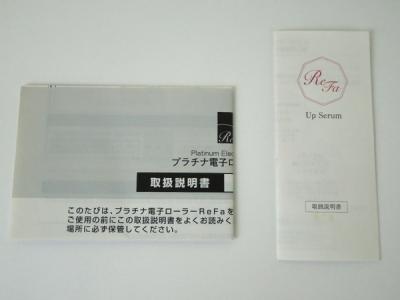 Re
Platinum Elec
プラチナ電子ロー
取扱説明書
このたびは、プラチナ電子ローラーReFaを
ご使用の前にこの取扱説明書をよくお読みく
場所に必ず保管してください。
ReFa
Up Serum
取扱説明書